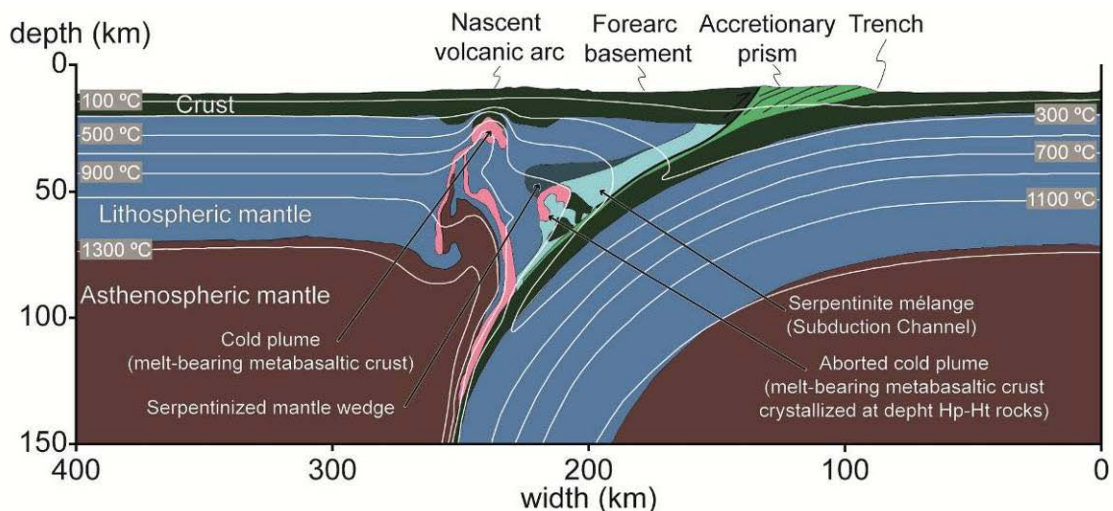 depth (km)
Nascent
volcanic arc
Forearc
basement
Accretionary
prism
Trench
0
50
100
150
100 ºC
500 ºC
900 ºC
1300 ºC
Crust
Lithospheric mantle
Asthenospheric mantle
300 ºC
700 ºC
1100 ºC
Cold plume
(melt-bearing metabasaltic crust)
Serpentinized mantle wedge
Serpentinite mélange
(Subduction Channel)
Aborted cold plume
(melt-bearing metabasaltic crust
crystallized at depht Hp-Ht rocks)
400
300
200
100
0
width (km)